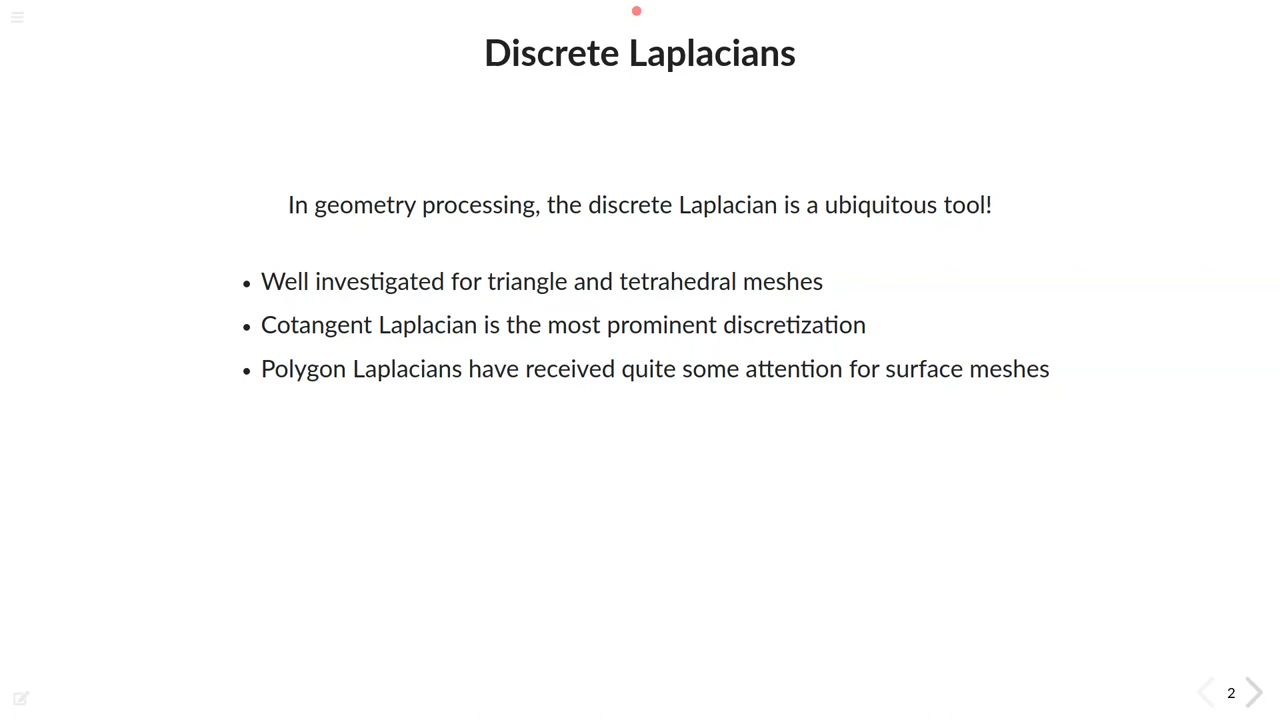 Discrete Laplacians
In geometry processing, the discrete Laplacian is a ubiquitous tool!
• Well investigated for triangle and tetrahedral meshes
• Cotangent Laplacian is the most prominent discretization
• Polygon Laplacians have received quite some attention for surface meshes
2